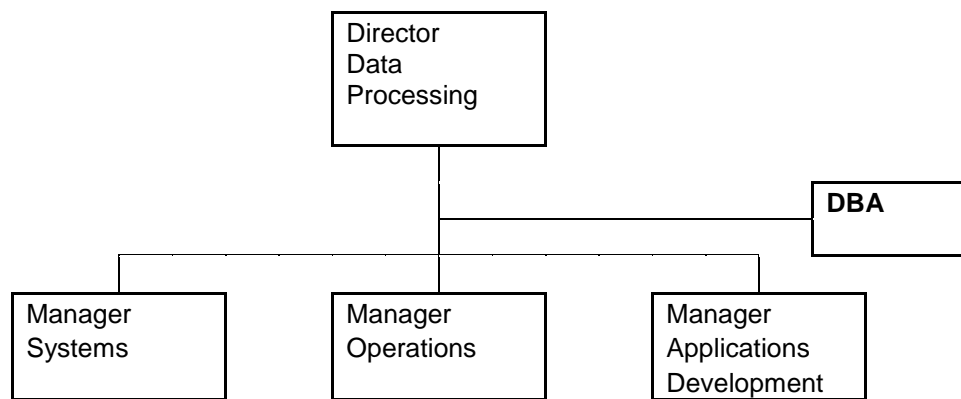 Director
Data
Processing
DBA
Manager
Systems
Manager
Operations
Manager
Applications
Development